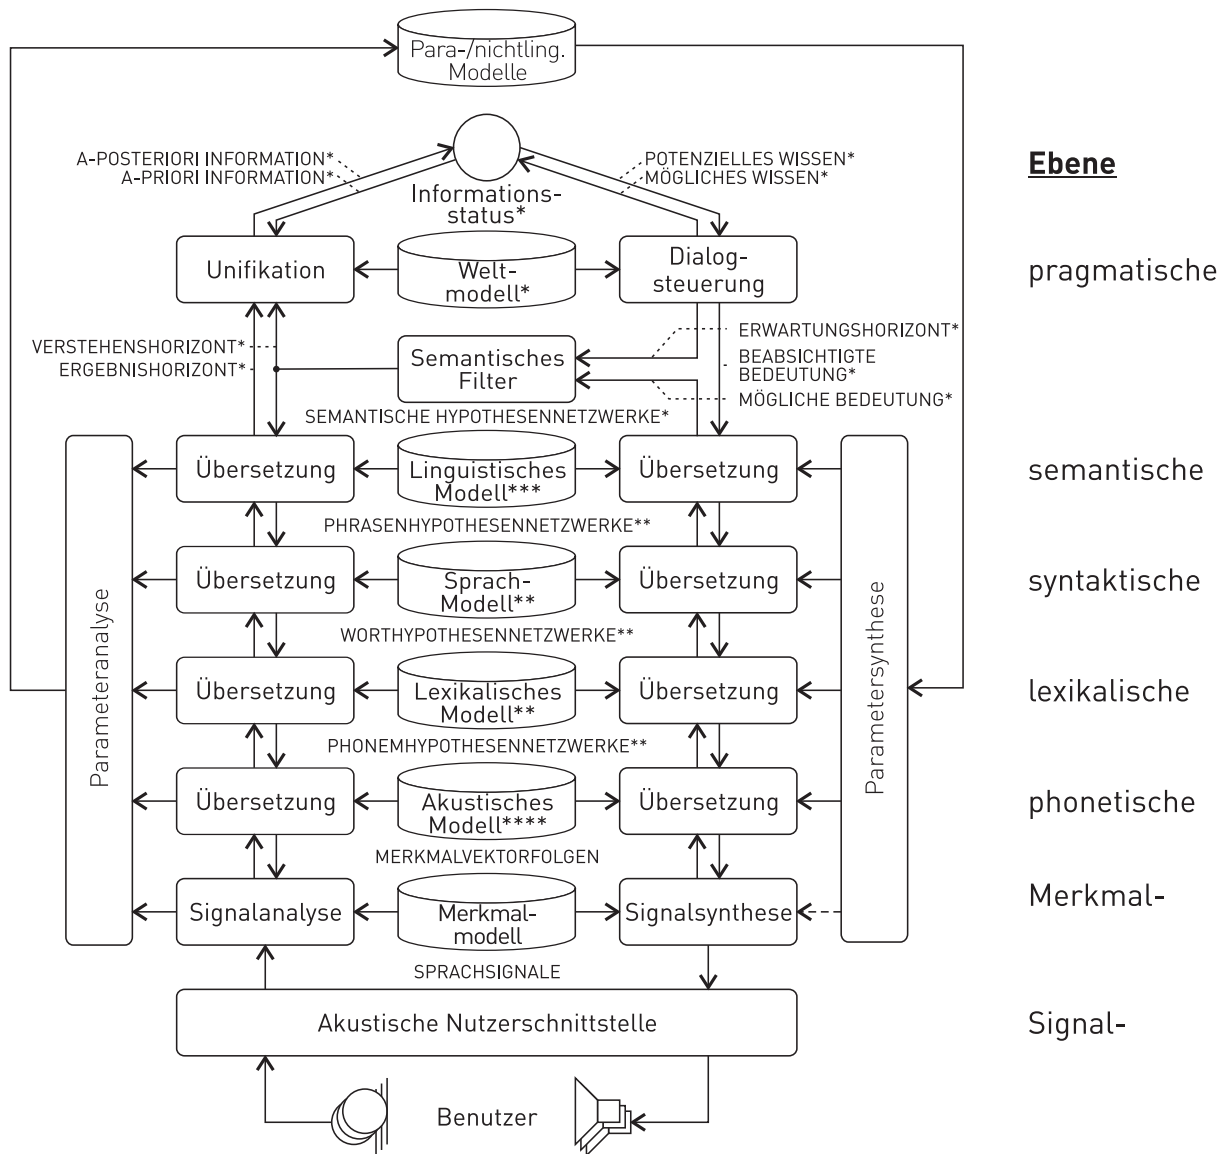 Para-/nichtling.
Modelle
A-POSTERIORI INFORMATION*
A-PRIORI INFORMATION*
POTENZIELLES WISSEN*
MÖGLICHES WISSEN*
Ebene
Informations-
status*
Unifikation
Welt-
modell*
Dialog-
steuerung
pragmatische
VERSTEHENSHORIZONT*
ERGEBNISHORIZONT*
Semantisches
Filter
ERWARTUNGSHORIZONT*
BEABSICHTIGTE
BEDEUTUNG*
MÖGLICHE BEDEUTUNG*
SEMANTISCHE HYPOTHESENNETZWERKE*
Übersetzung
Linguistisches
Modell***
Übersetzung
semantische
PHRASENHYPOTHESENNETZWERKE**
Übersetzung
Sprach-
Modell**
Übersetzung
syntaktische
WORTHYPOTHESENNETZWERKE**
Parameteranalyse
Übersetzung
Lexikalisches
Modell**
Übersetzung
Parametersynthese
lexikalische
PHONEMHYPOTHESENNETZWERKE**
Übersetzung
Akustisches
Modell****
Übersetzung
phonetische
MERKMALVEKTORFOLGEN
Signalanalyse
Merkmal-
modell
Signalsynthese
Merkmal-
SPRACHSIGNALE
Akustische Nutzerschnittstelle
Signal-
Benutzer